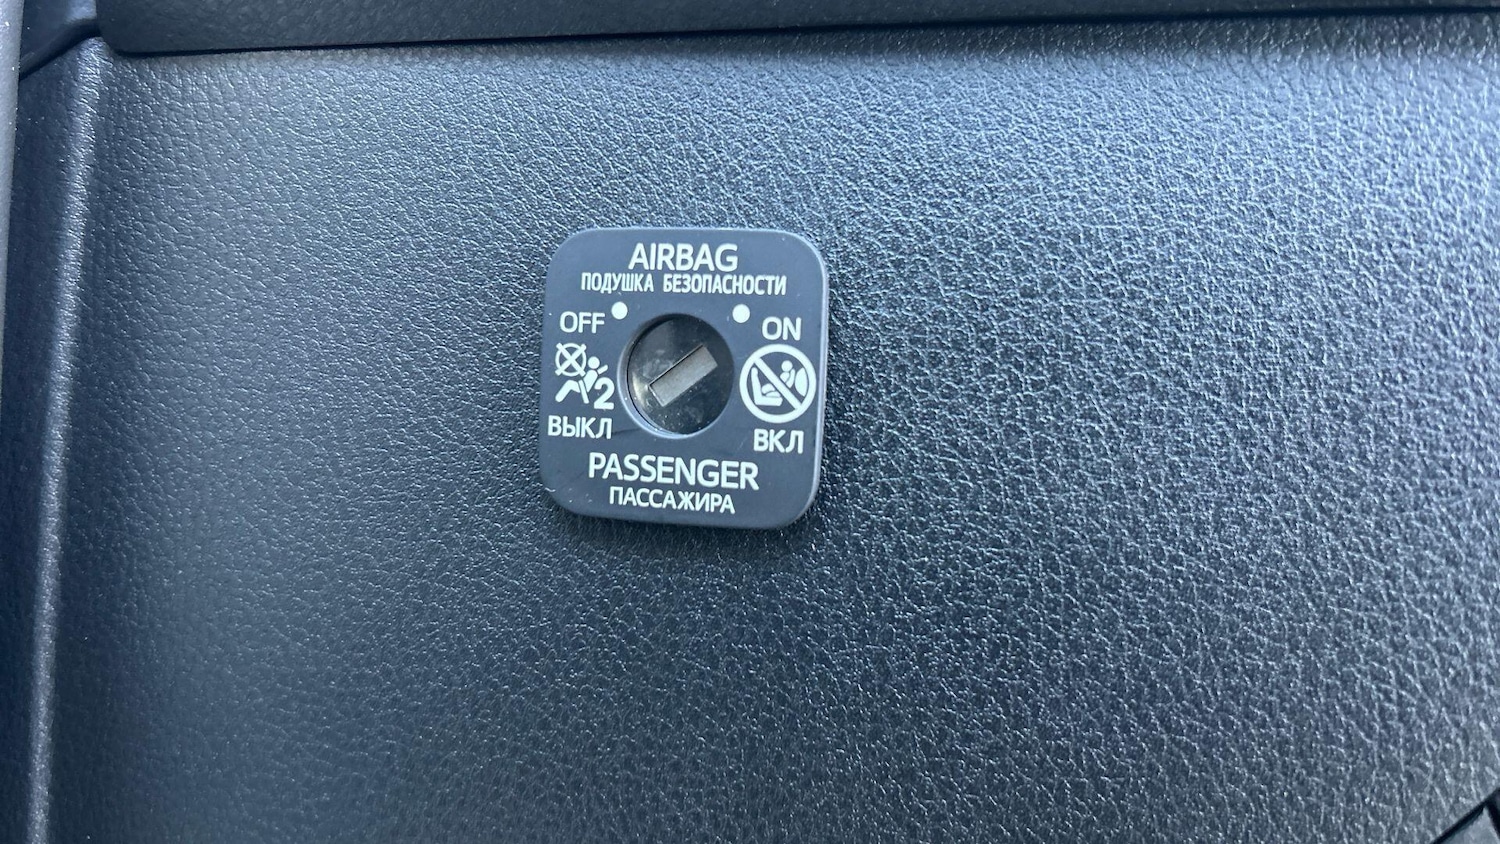 AIRBAG
ПОДУШКА БЕЗОПАСНОСТИ
OFF
ON
2
ВЫКЛ
ВКЛ
PASSENGER
ПАССАЖИРА